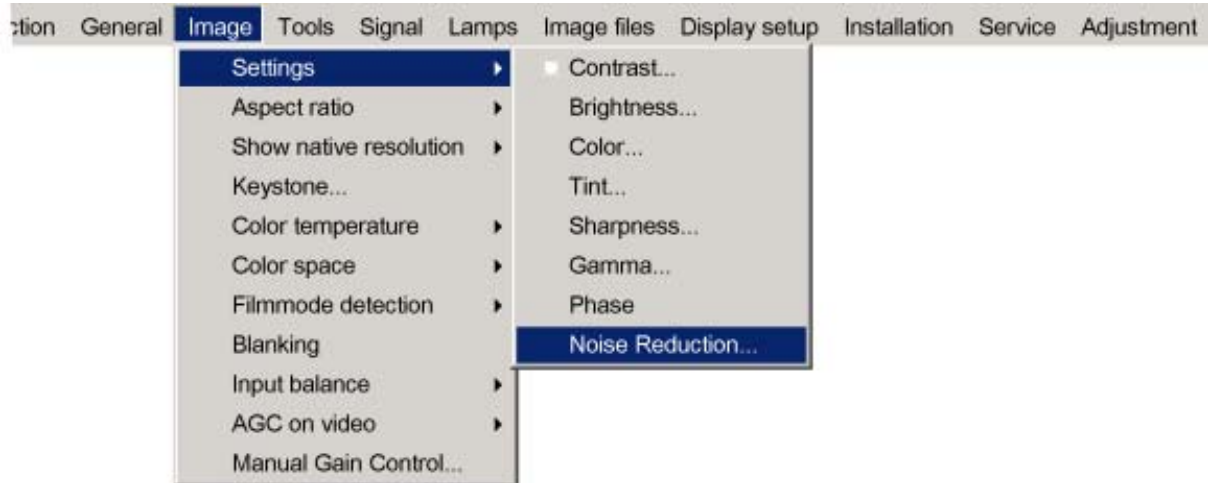 ction General Image Tools Signal Lamps Image files Display setup Installation Service Adjustment
Settings
Aspect ratio
Show native resolution
Keystone...
Color temperature
Color space
Filmmode detection
Blanking
Input balance
AGC on video
Manual Gain Control...
Contrast...
Brightness...
Color...
Tint...
Sharpness...
Gamma...
Phase
Noise Reduction...